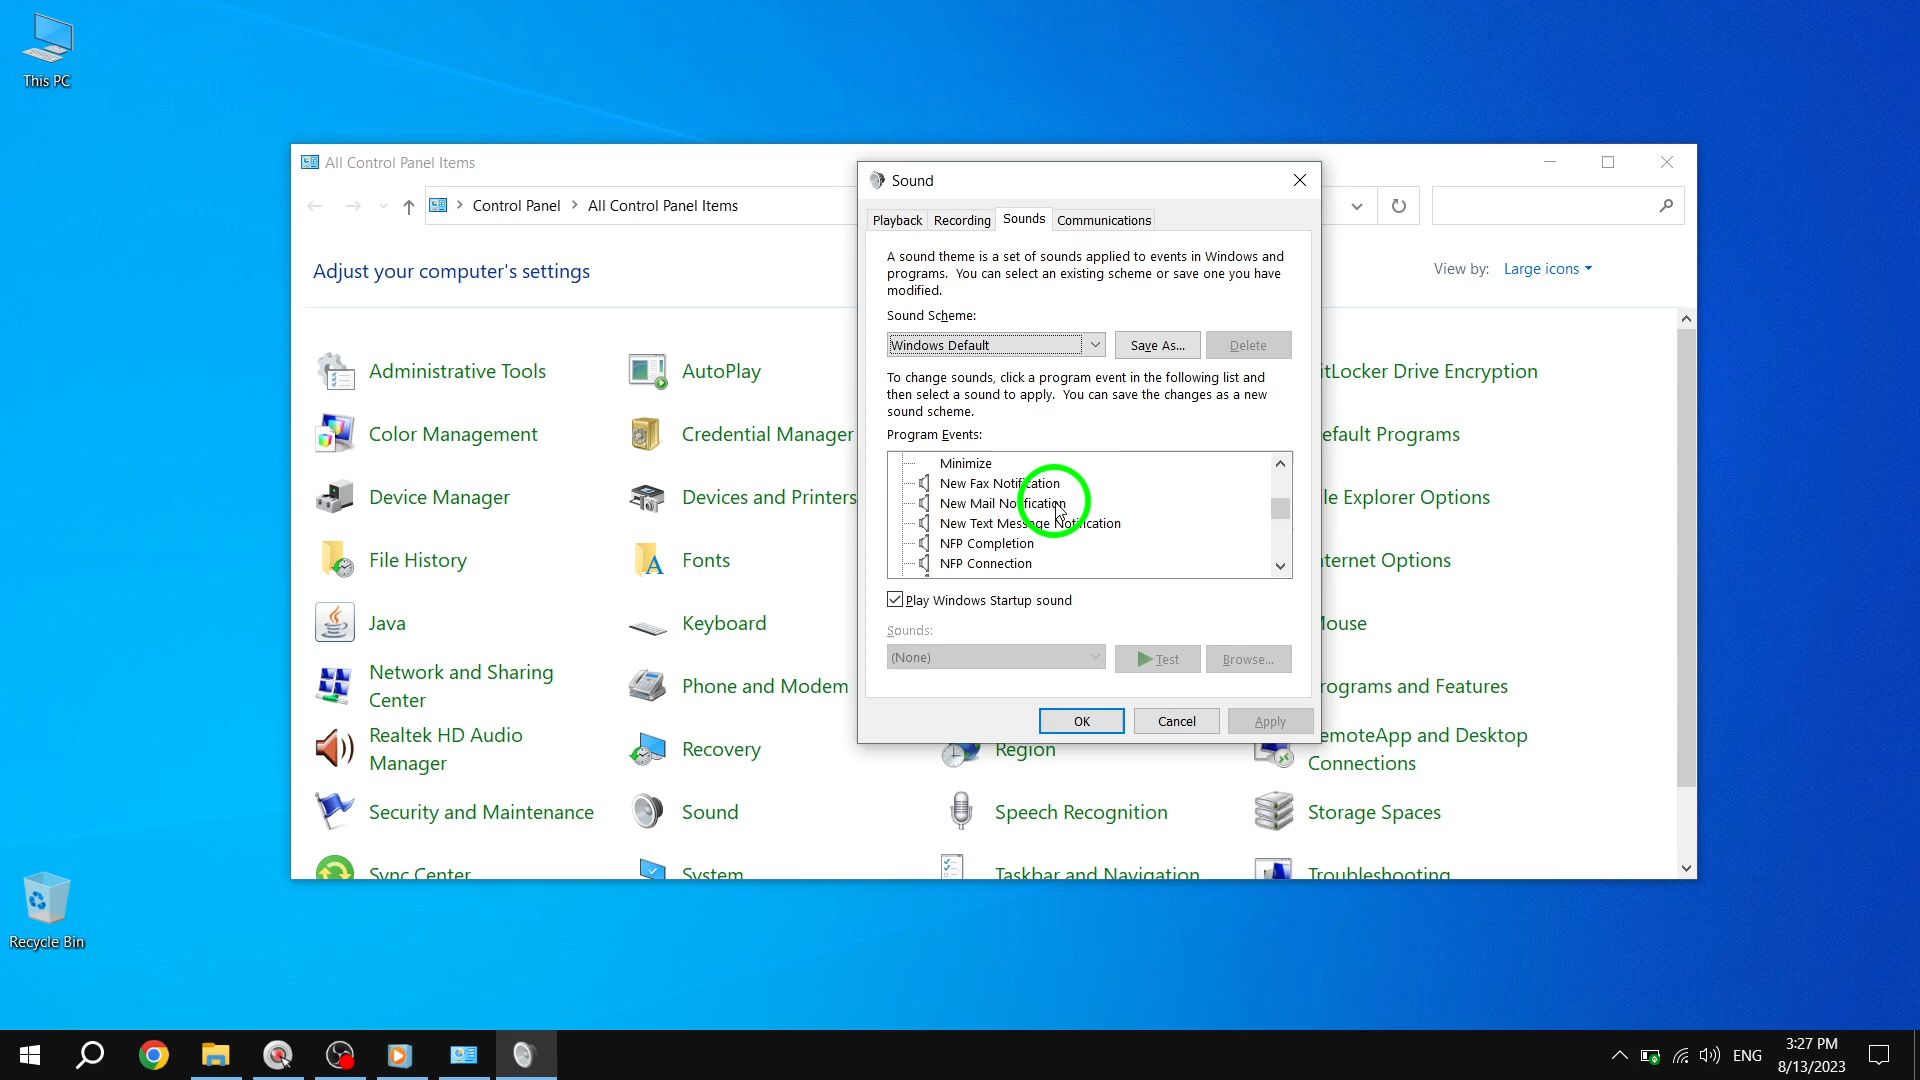 This PC
All Control Panel Items
Control Panel
All Control Panel Items
Adjust your computer's settings
View by: Large icons
Administrative Tools
AutoPlay
itLocker Drive Encryption
Color Management
Credential Manager
efault Programs
Device Manager
Devices and Printers
le Explorer Options
File History
Fonts
ternet Options
Java
Keyboard
Mouse
Network and Sharing
Center
Phone and Modem
rograms and Features
Realtek HD Audio
Manager
Recovery
Region
emoteApp and Desktop
Connections
Security and Maintenance
Sound
Speech Recognition
Storage Spaces
Sync Center
System
Taskbar and Navigation
Troubleshooting
Sound
Playback
Recording
Sounds
Communications
A sound theme is a set of sounds applied to events in Windows and
programs. You can select an existing scheme or save one you have
modified.
Sound Scheme:
Windows Default
Save As...
Delete
To change sounds, click a program event in the following list and
then select a sound to apply. You can save the changes as a new
sound scheme.
Program Events:
Minimize
New Fax Notification
New Mail Notification
New Text Message Notification
NFP Completion
NFP Connection
Play Windows Startup sound
Sounds:
(None)
Test
Browse...
OK
Cancel
Apply
Recycle Bin
ENG
3:27 PM
8/13/2023